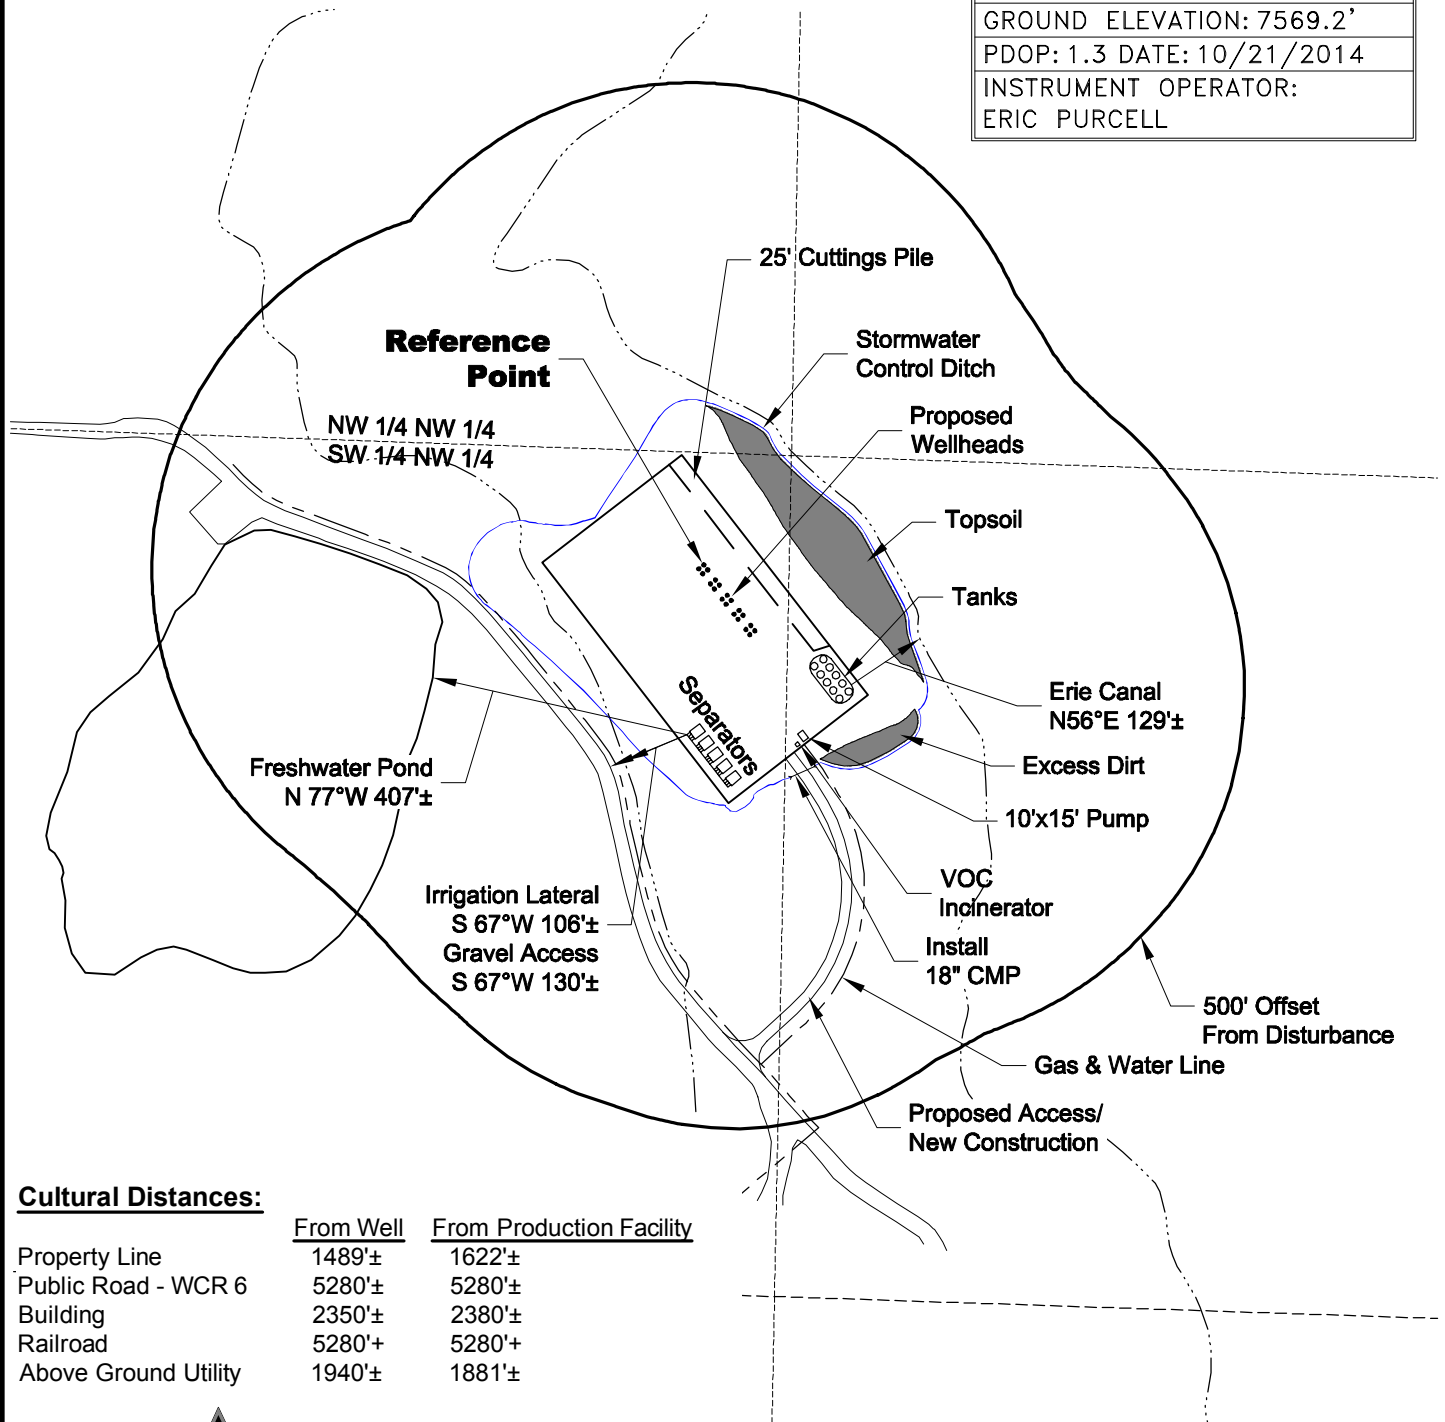 GROUND ELEVATION: 7569.2'
PDOP: 1.3 DATE: 10/21/2014
INSTRUMENT OPERATOR:
ERIC PURCELL
25' Cuttings Pile
Reference
Point
Stormwater
Control Ditch
NW 1/4 NW 1/4
SW 1/4 NW 1/4
Proposed
Wellheads
Topsoil
Tanks
Separators
Erie Canal
N56°E 129'±
Freshwater Pond
N 77°W 407'±
Excess Dirt
10'x15' Pump
VOC
Incinerator
Irrigation Lateral
S 67°W 106'±
Gravel Access
S 67°W 130'±
Install
18" CMP
500' Offset
From Disturbance
Gas & Water Line
Proposed Access/
New Construction
Cultural Distances:
From Well From Production Facility
Property Line 1489'± 1622'±
Public Road - WCR 6 5280'± 5280'±
Building 2350'± 2380'±
Railroad 5280'+ 5280'+
Above Ground Utility 1940'± 1881'±